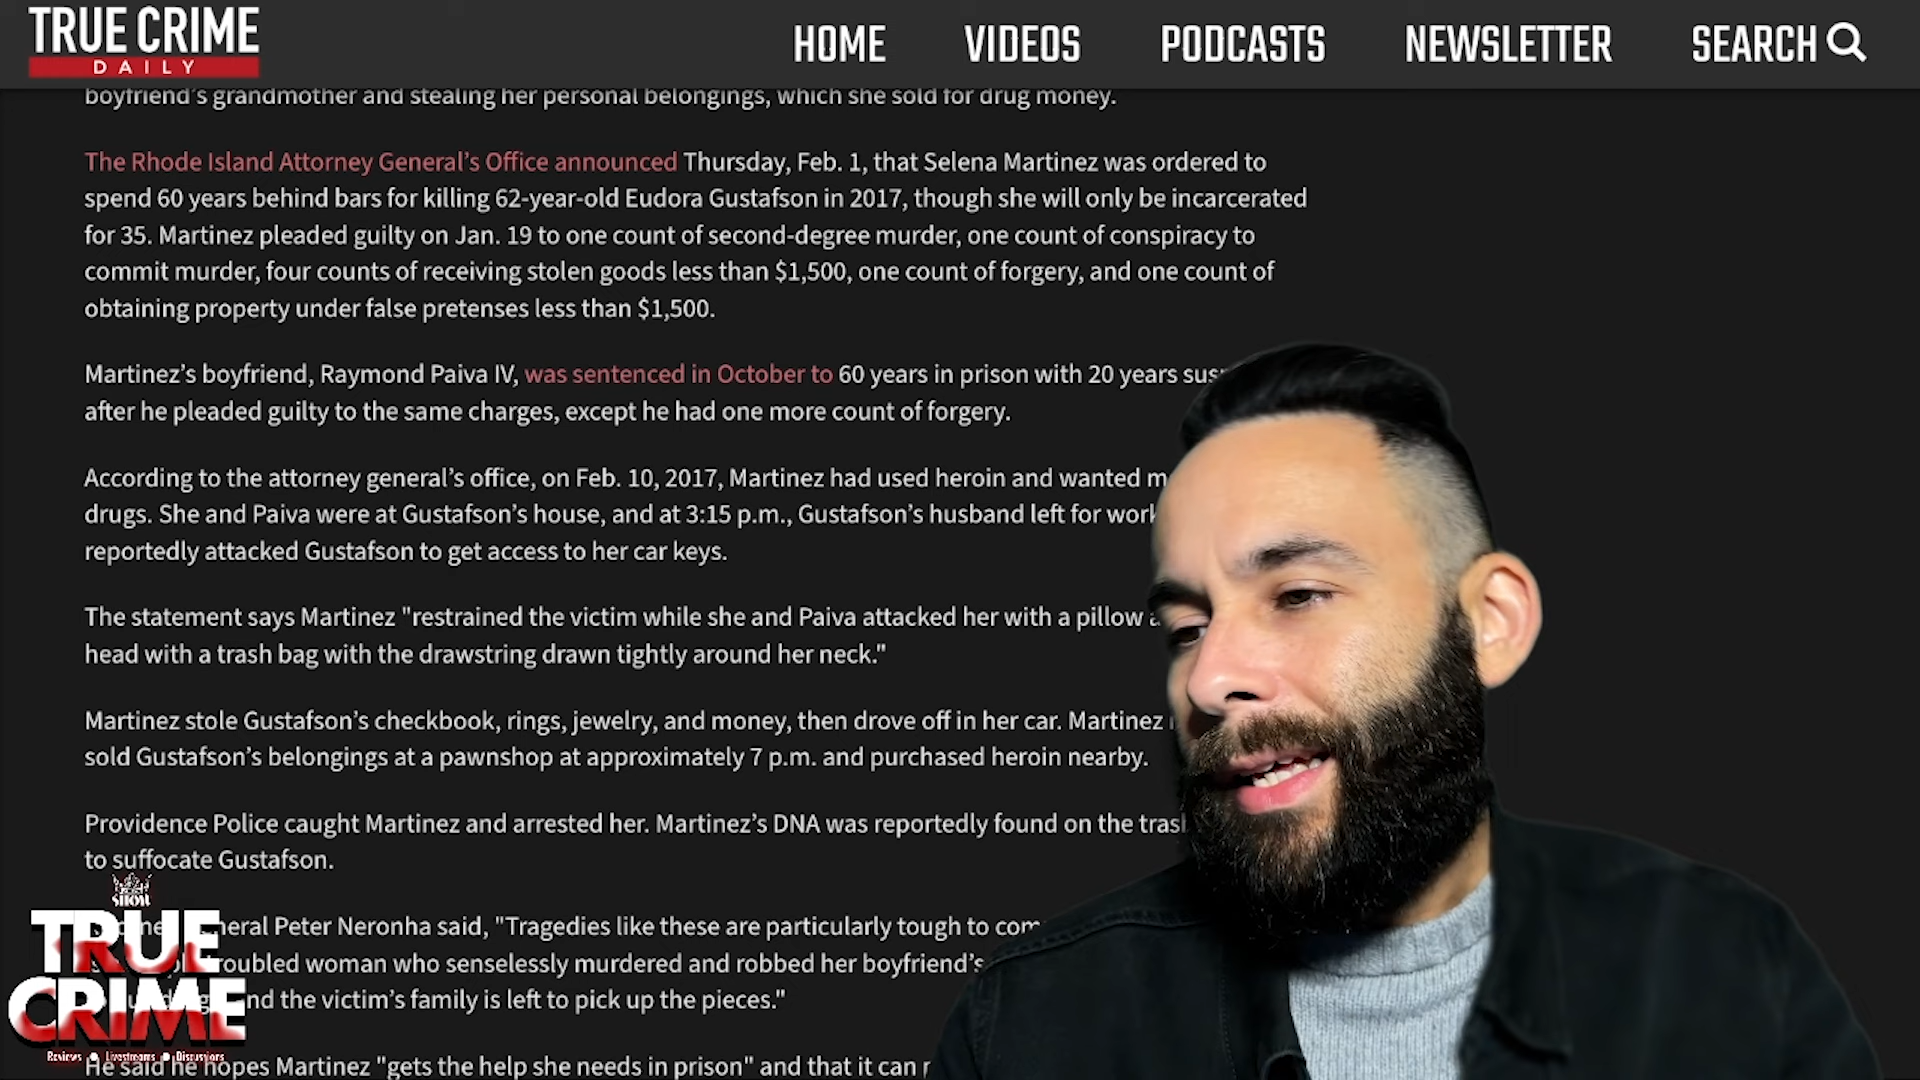 TRUE CRIME
DAILY
HOME VIDEOS PODCASTS NEWSLETTER SEARCH
boyfriend's grandmother and stealing her personal belongings, which she sold for drug money.
The Rhode Island Attorney General's Office announced Thursday, Feb. 1, that Selena Martinez was ordered to
spend 60 years behind bars for killing 62-year-old Eudora Gustafson in 2017, though she will only be incarcerated
for 35. Martinez pleaded guilty on Jan. 19 to one count of second-degree murder, one count of conspiracy to
commit murder, four counts of receiving stolen goods less than $1,500, one count of forgery, and one count of
obtaining property under false pretenses less than $1,500.
Martinez's boyfriend, Raymond Paiva IV, was sentenced in October to 60 years in prison with 20 years
after he pleaded guilty to the same charges, except he had one more count of forgery.
According to the attorney general's office, on Feb. 10, 2017, Martinez had used heroin and wanted
drugs. She and Paiva were at Gustafson's house, and at 3:15 p.m., Gustafson's husband left for work
reportedly attacked Gustafson to get access to her car keys.
The statement says Martinez "restrained the victim while she and Paiva attacked her with a pillow
head with a trash bag with the drawstring drawn tightly around her neck."
Martinez stole Gustafson's checkbook, rings, jewelry, and money, then drove off in her car. Martinez
sold Gustafson's belongings at a pawnshop at approximately 7 p.m. and purchased heroin nearby.
Providence Police caught Martinez and arrested her. Martinez's DNA was reportedly found on the trash
to suffocate Gustafson.
Peter Neronha said, "Tragedies like these are particularly tough to
woman who senselessly murdered and robbed her boyfriend's
the victim's family is left to pick up the pieces."
He said he hopes Martinez "gets the help she needs in prison" and that it can
SHOW
TRUE
CRIME
Reviews Livestreams Discussions